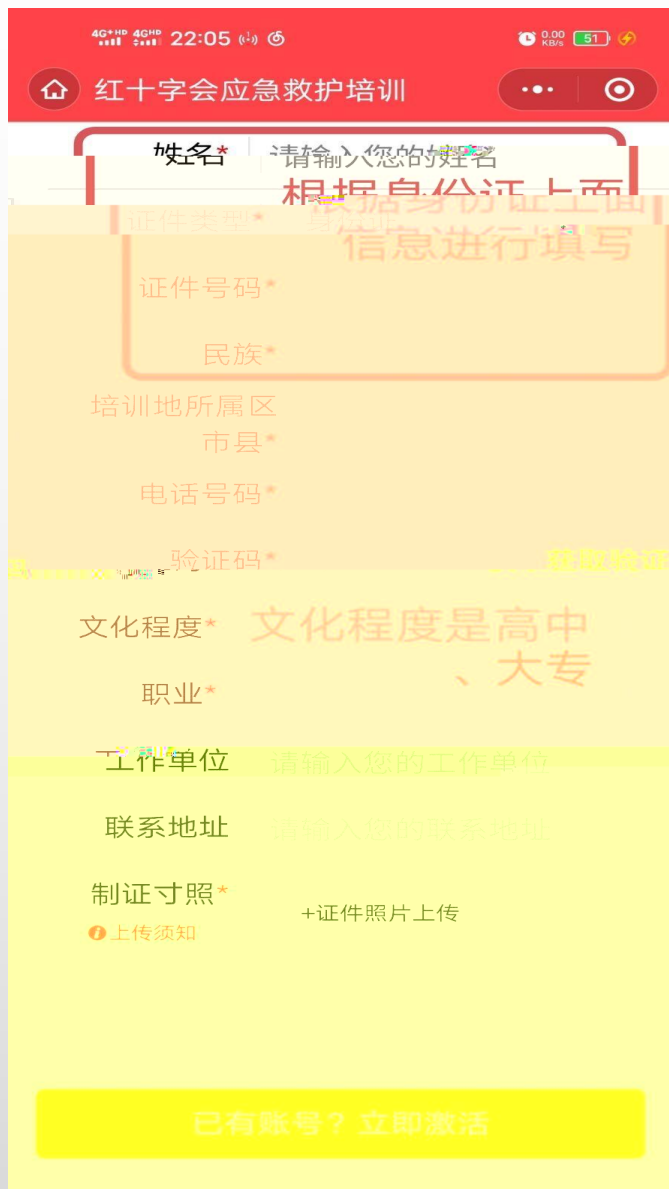 4G+HD 4GHD 22:05 0.00 KB/s 51
红十字会应急救护培训
姓名* 请输入您的姓名
根据身份证上面
证件类型* 身份证
信息进行填写
证件号码*
民族*
培训地所属区
市县*
电话号码*
验证码* 获取验证
文化程度* 文化程度是高中
、大专
职业*
工作单位 请输入您的工作单位
联系地址 请输入您的联系地址
制证寸照*
+证件照片上传
上传须知
已有账号？立即激活